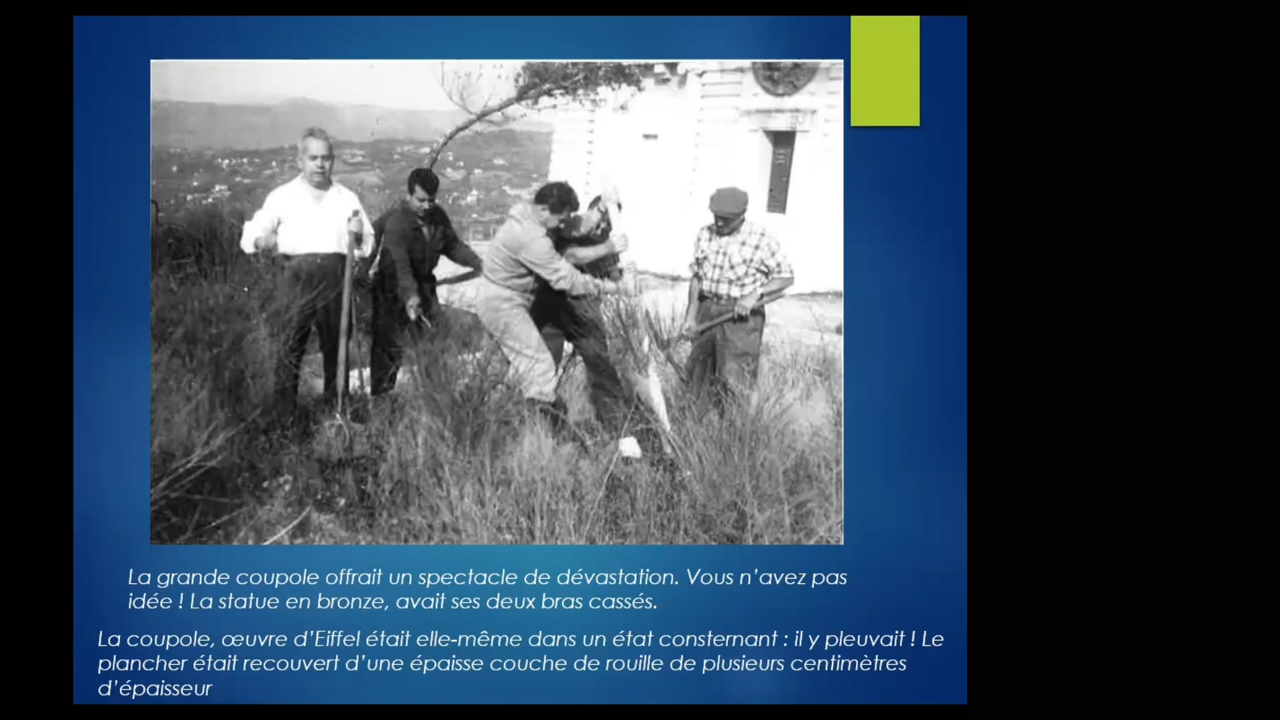 La grande coupole offrait un spectacle de dévastation. Vous n’avez pas
idée ! La statue en bronze, avait ses deux bras cassés.
La coupole, œuvre d’Eiffel était elle-même dans un état consternant : il y pleuvait ! Le
plancher était recouvert d’une épaisse couche de rouille de plusieurs centimètres
d’épaisseur